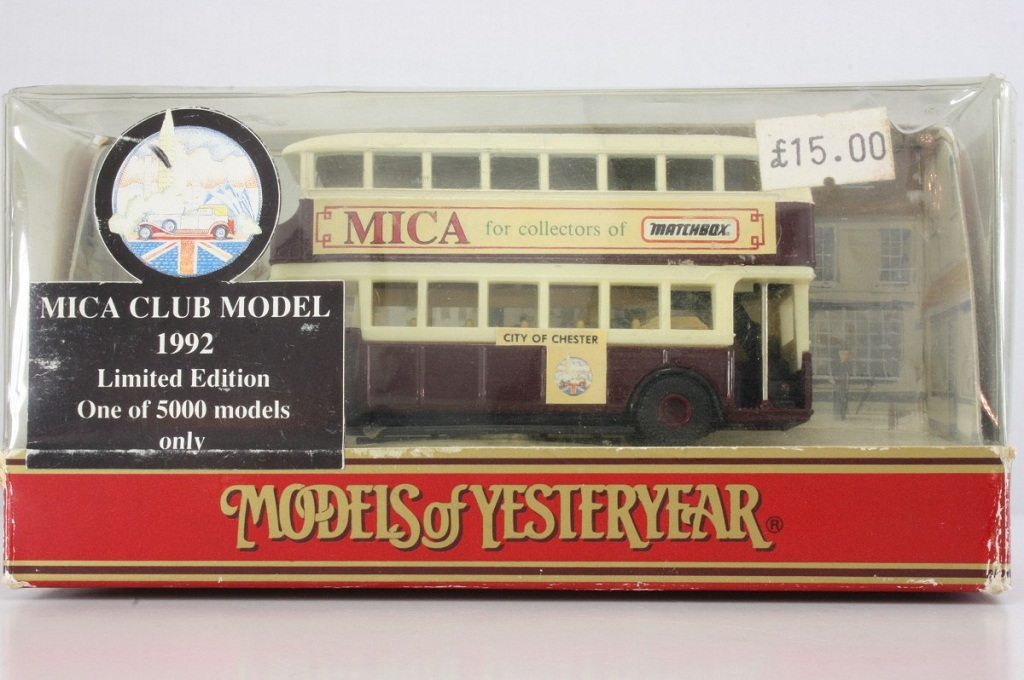 £15.00
MICA for collectors of MATCHBOX
MICA CLUB MODEL
1992
Limited Edition
One of 5000 models
only
CITY OF CHESTER
MODELS of YESTERYEAR®